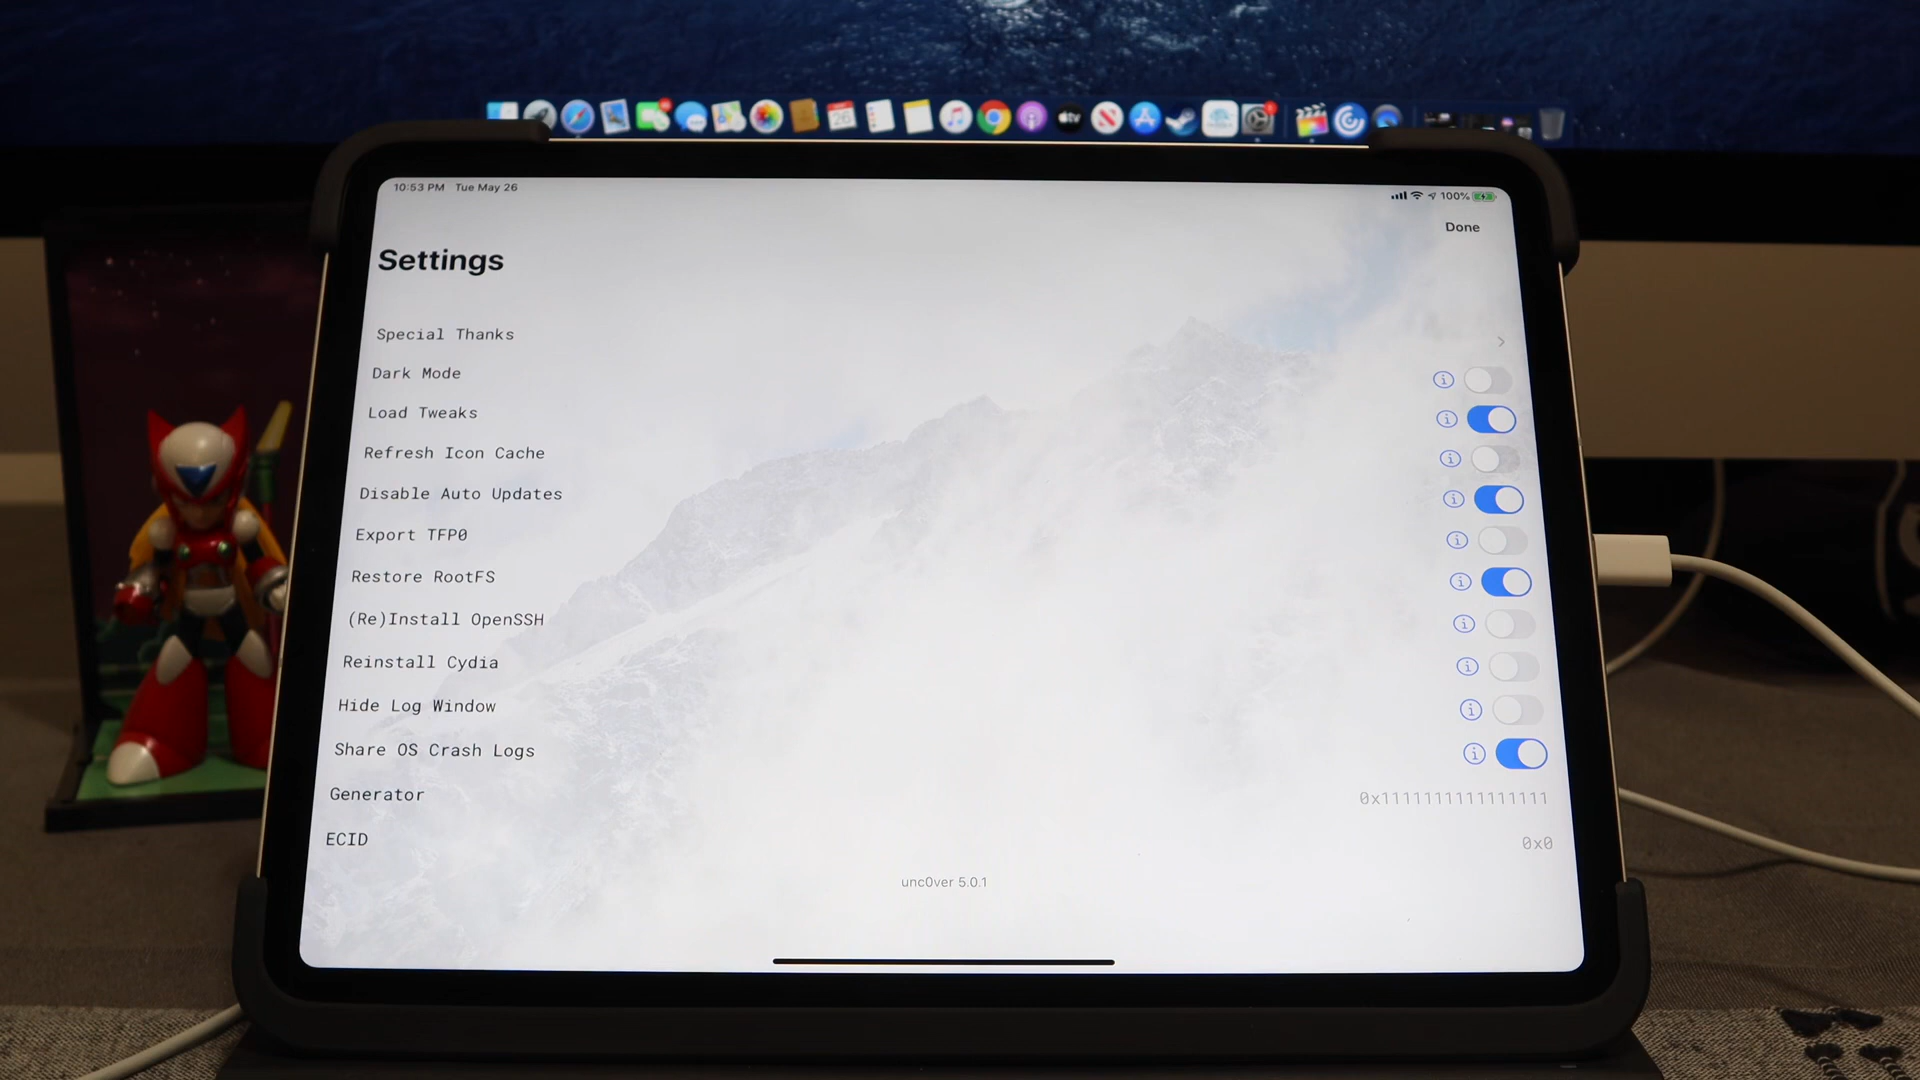 26
tv
10:53 PM Tue May 26
100%
Done
Settings
Special Thanks
Dark Mode
Load Tweaks
Refresh Icon Cache
Disable Auto Updates
Export TFP0
Restore RootFS
(Re)Install OpenSSH
Reinstall Cydia
Hide Log Window
Share OS Crash Logs
Generator 0x1111111111111111
ECID 0x0
unc0ver 5.0.1